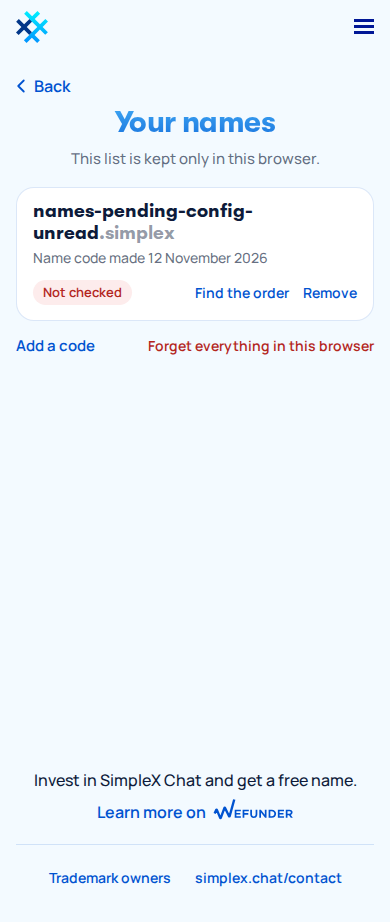 Back
Your names
This list is kept only in this browser.
names-pending-config-
unread.simplex
Name code made 12 November 2026
Not checked Find the order Remove
Add a code Forget everything in this browser
Invest in SimpleX Chat and get a free name.
Learn more on WEFUNDER
Trademark owners simplex.chat/contact